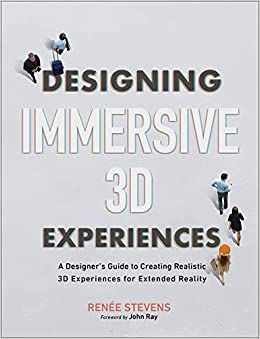 DESIGNING
IMMERSIVE
3D
EXPERIENCES
A Designer's Guide to Creating Realistic
3D Experiences for Extended Reality
RENÉE STEVENS
Foreword by John Ray